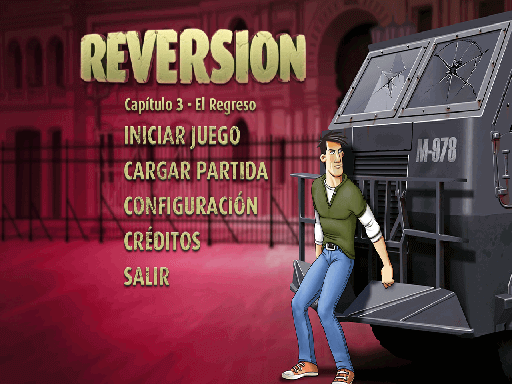 REVERSION
Capítulo 3 - El Regreso
INICIAR JUEGO
CARGAR PARTIDA
CONFIGURACIÓN
CRÉDITOS
SALIR
M-978